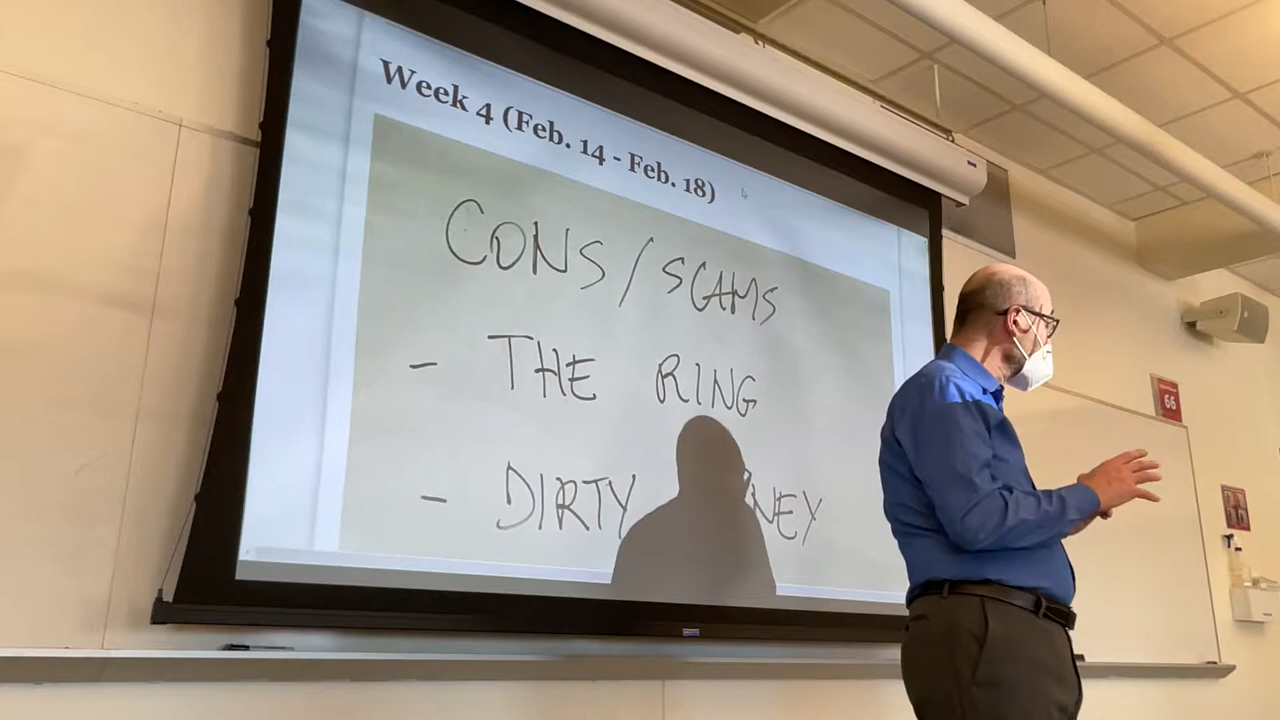 Week 4 (Feb. 14 - Feb. 18)
CONS/SCAMS
- THE RING
- DIRTY
66